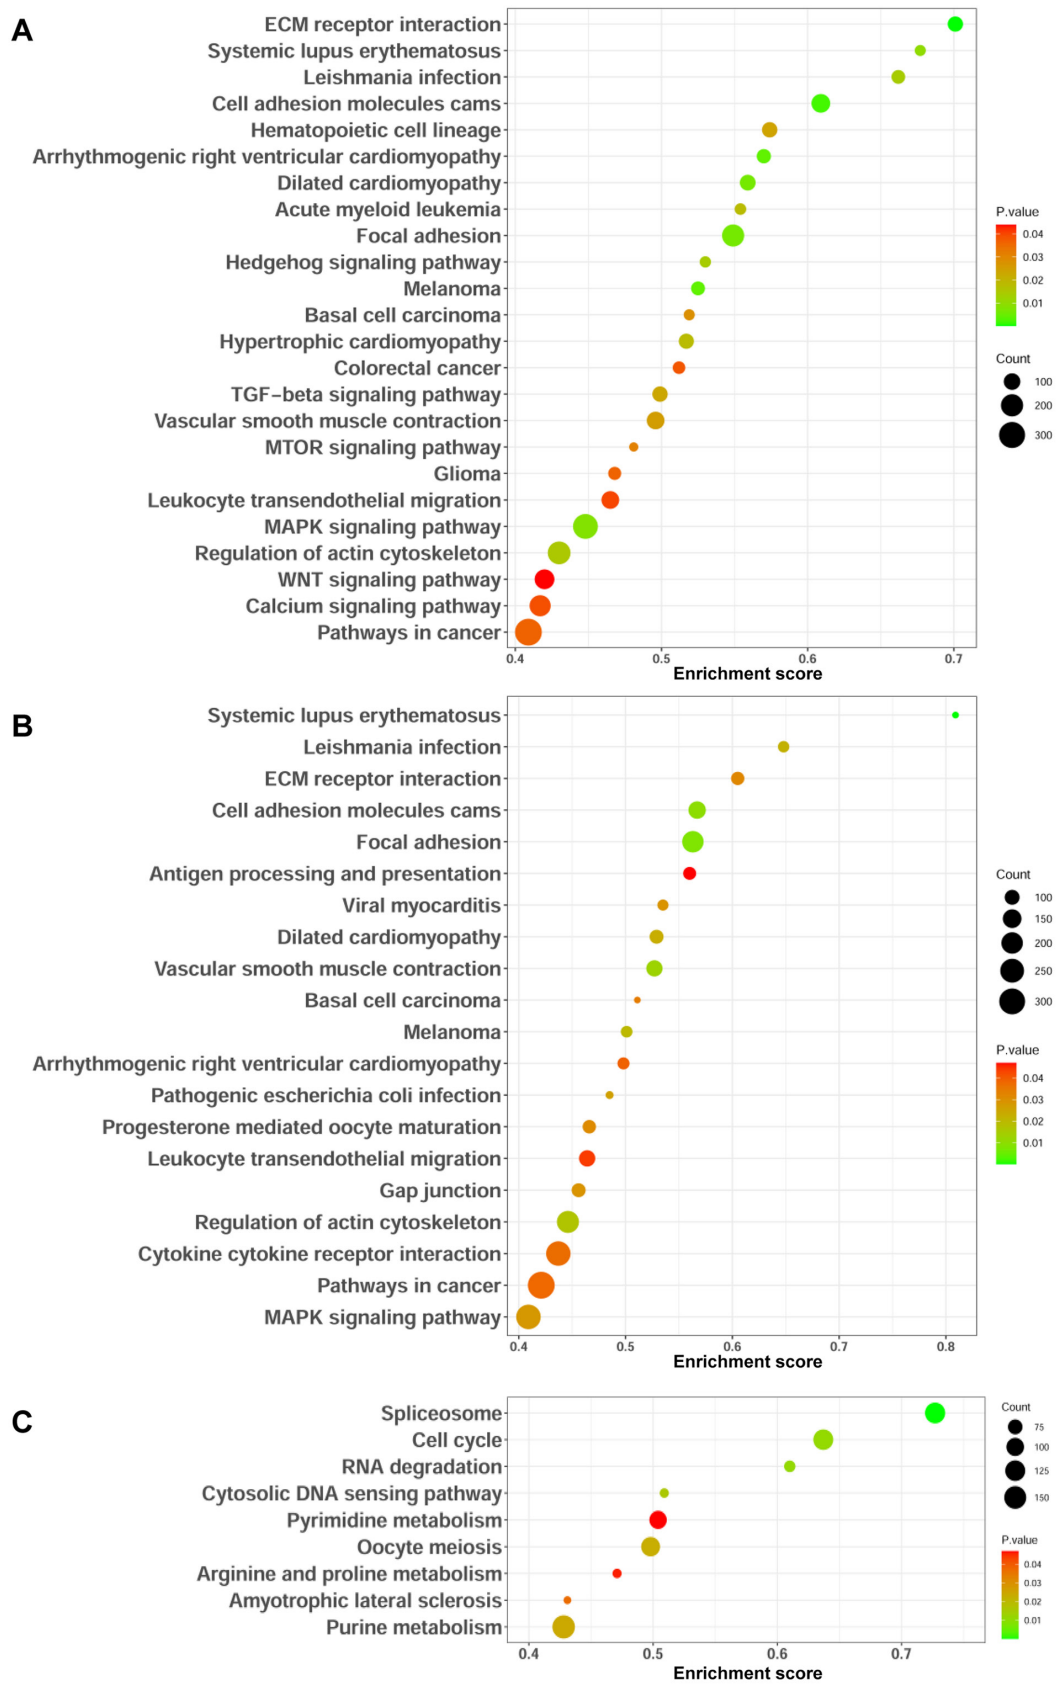 A
ECM receptor interaction
Systemic lupus erythematosus
Leishmania infection
Cell adhesion molecules cams
Hematopoietic cell lineage
Arrhythmogenic right ventricular cardiomyopathy
Dilated cardiomyopathy
Acute myeloid leukemia
Focal adhesion
Hedgehog signaling pathway
Melanoma
Basal cell carcinoma
Hypertrophic cardiomyopathy
Colorectal cancer
TGF−beta signaling pathway
Vascular smooth muscle contraction
MTOR signaling pathway
Glioma
Leukocyte transendothelial migration
MAPK signaling pathway
Regulation of actin cytoskeleton
WNT signaling pathway
Calcium signaling pathway
Pathways in cancer
0.4 0.5 0.6 0.7
Enrichment score
P.value
0.04
0.03
0.02
0.01
Count
100
200
300
B
Systemic lupus erythematosus
Leishmania infection
ECM receptor interaction
Cell adhesion molecules cams
Focal adhesion
Antigen processing and presentation
Viral myocarditis
Dilated cardiomyopathy
Vascular smooth muscle contraction
Basal cell carcinoma
Melanoma
Arrhythmogenic right ventricular cardiomyopathy
Pathogenic escherichia coli infection
Progesterone mediated oocyte maturation
Leukocyte transendothelial migration
Gap junction
Regulation of actin cytoskeleton
Cytokine cytokine receptor interaction
Pathways in cancer
MAPK signaling pathway
0.4 0.5 0.6 0.7 0.8
Enrichment score
Count
100
150
200
250
300
P.value
0.04
0.03
0.02
0.01
C
Spliceosome
Cell cycle
RNA degradation
Cytosolic DNA sensing pathway
Pyrimidine metabolism
Oocyte meiosis
Arginine and proline metabolism
Amyotrophic lateral sclerosis
Purine metabolism
0.4 0.5 0.6 0.7
Enrichment score
Count
75
100
125
150
P.value
0.04
0.03
0.02
0.01